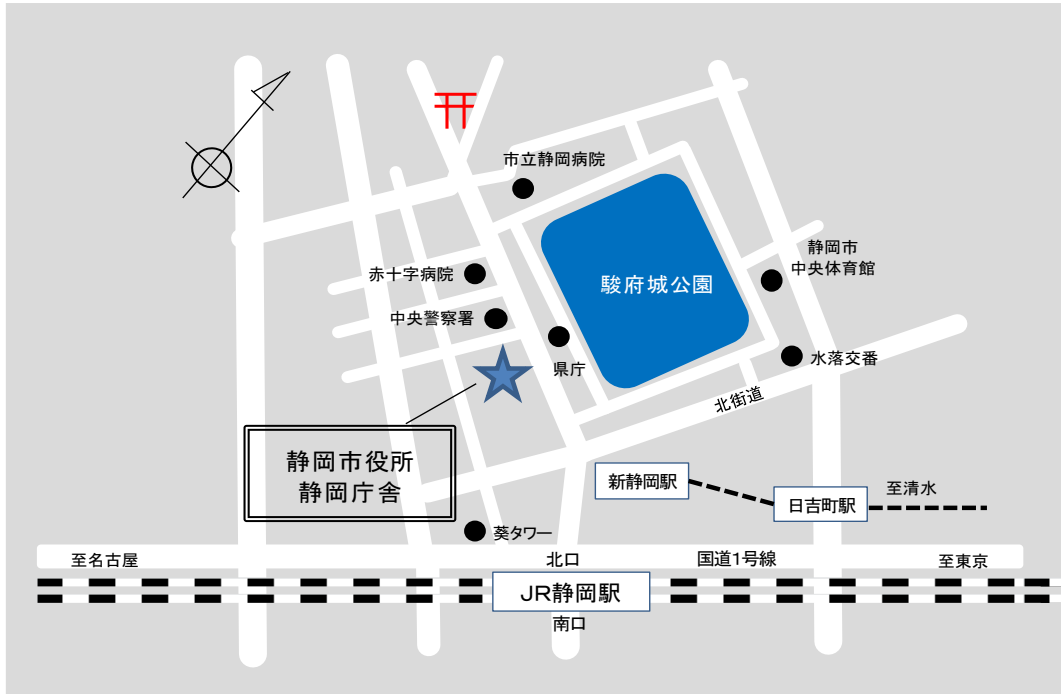 市立静岡病院
静岡市
中央体育館
赤十字病院
駿府城公園
中央警察署
県庁
水落交番
北街道
静岡市役所
静岡庁舎
新静岡駅
日吉町駅
至清水
葵タワー
至名古屋
北口
国道1号線
至東京
JR静岡駅
南口